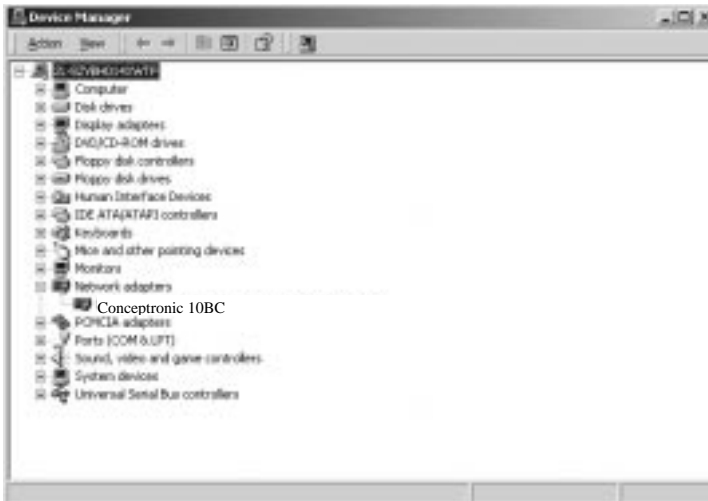 Device Manager
Action View
Computer
Disk drives
Display adapters
DVD/CD-ROM drives
Floppy disk controllers
Floppy disk drives
Human Interface Devices
IDE ATA/ATAPI controllers
Keyboards
Mice and other pointing devices
Monitors
Network adapters
Conceptronic 10BC
PCMCIA adapters
Ports (COM & LPT)
Sound, video and game controllers
System devices
Universal Serial Bus controllers